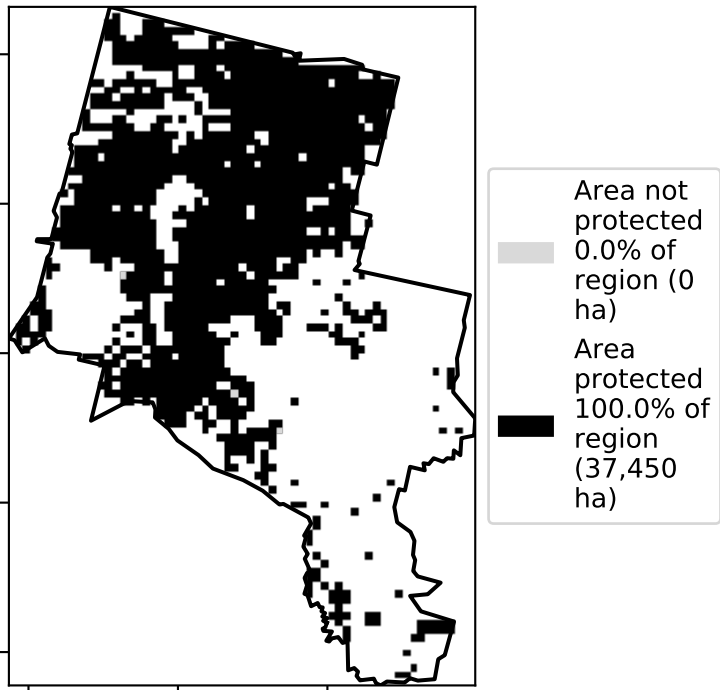 Area not
protected
0.0% of
region (0
ha)
Area
protected
100.0% of
region
(37,450
ha)